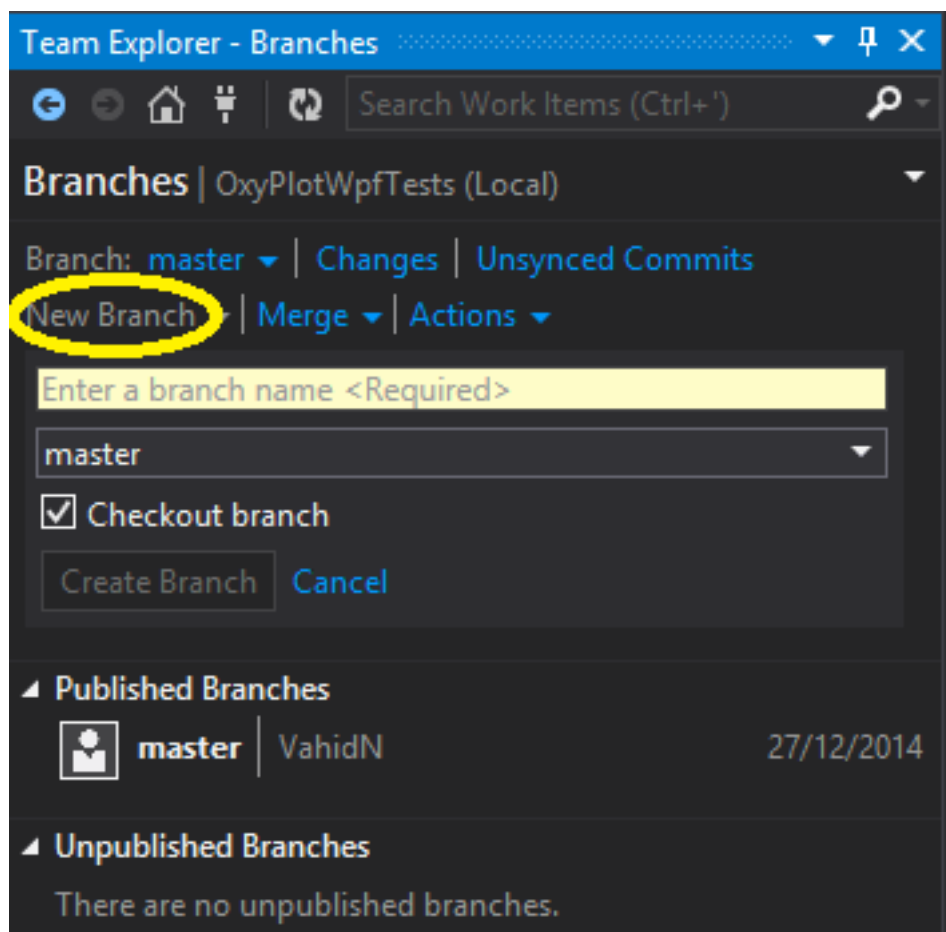 Team Explorer - Branches
Search Work Items (Ctrl+')
Branches | OxyPlotWpfTests (Local)
Branch: master | Changes | Unsynced Commits
New Branch | Merge | Actions
Enter a branch name <Required>
master
Checkout branch
Create Branch Cancel
Published Branches
master | VahidN 27/12/2014
Unpublished Branches
There are no unpublished branches.